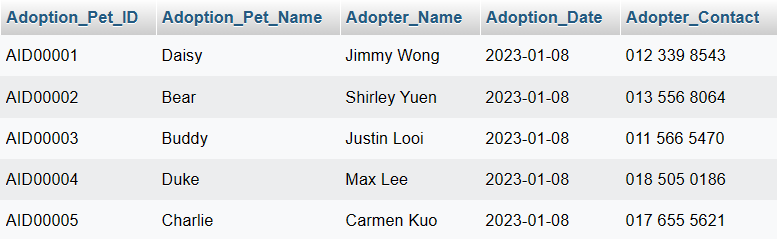 Adoption_Pet_ID Adoption_Pet_Name Adopter_Name Adoption_Date Adopter_Contact
AID00001 Daisy Jimmy Wong 2023-01-08 012 339 8543
AID00002 Bear Shirley Yuen 2023-01-08 013 556 8064
AID00003 Buddy Justin Looi 2023-01-08 011 566 5470
AID00004 Duke Max Lee 2023-01-08 018 505 0186
AID00005 Charlie Carmen Kuo 2023-01-08 017 655 5621